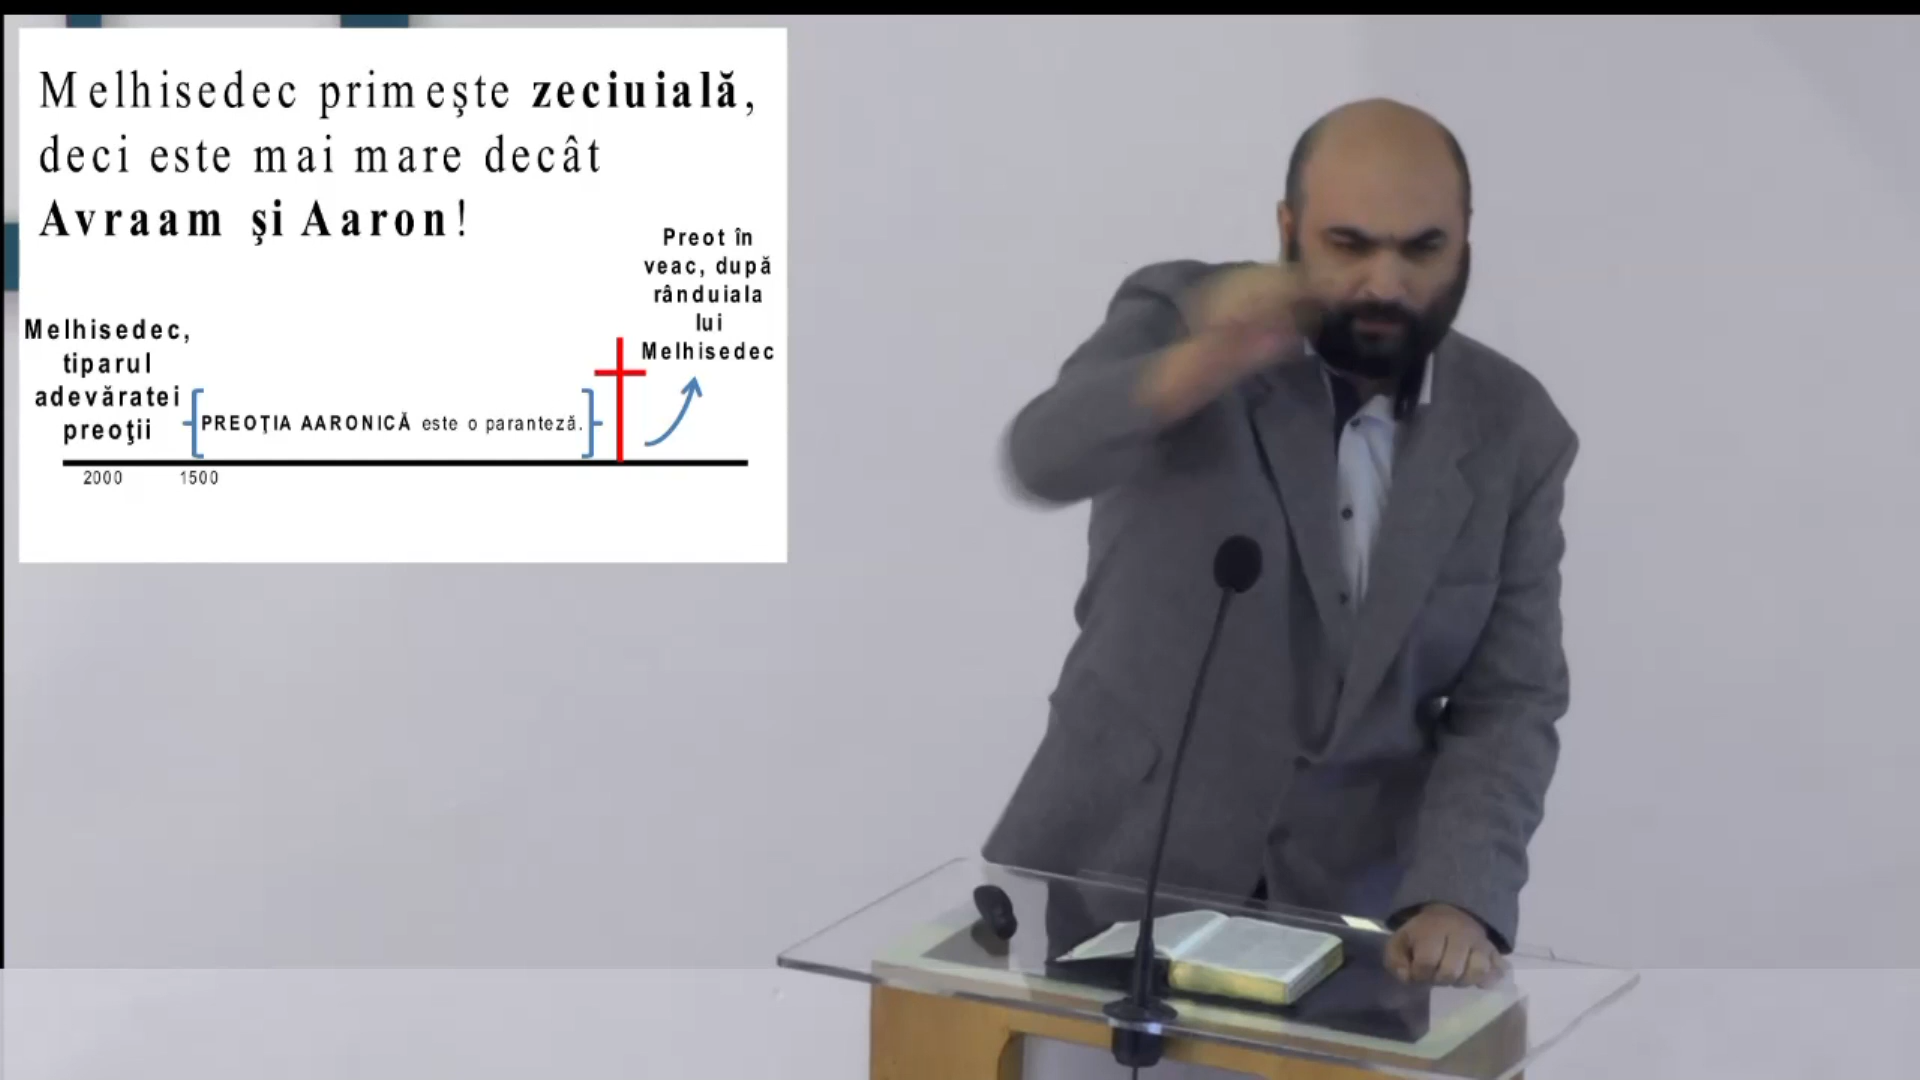 Melhisedec primeşte zeciuială,
deci este mai mare decât
Avraam şi Aaron!
Preot în
veac, după
rânduiala
lui
Melhisedec
Melhisedec,
tiparul
adevăratei
preoţii
PREOŢIA AARONICĂ este o paranteză.
2000 1500